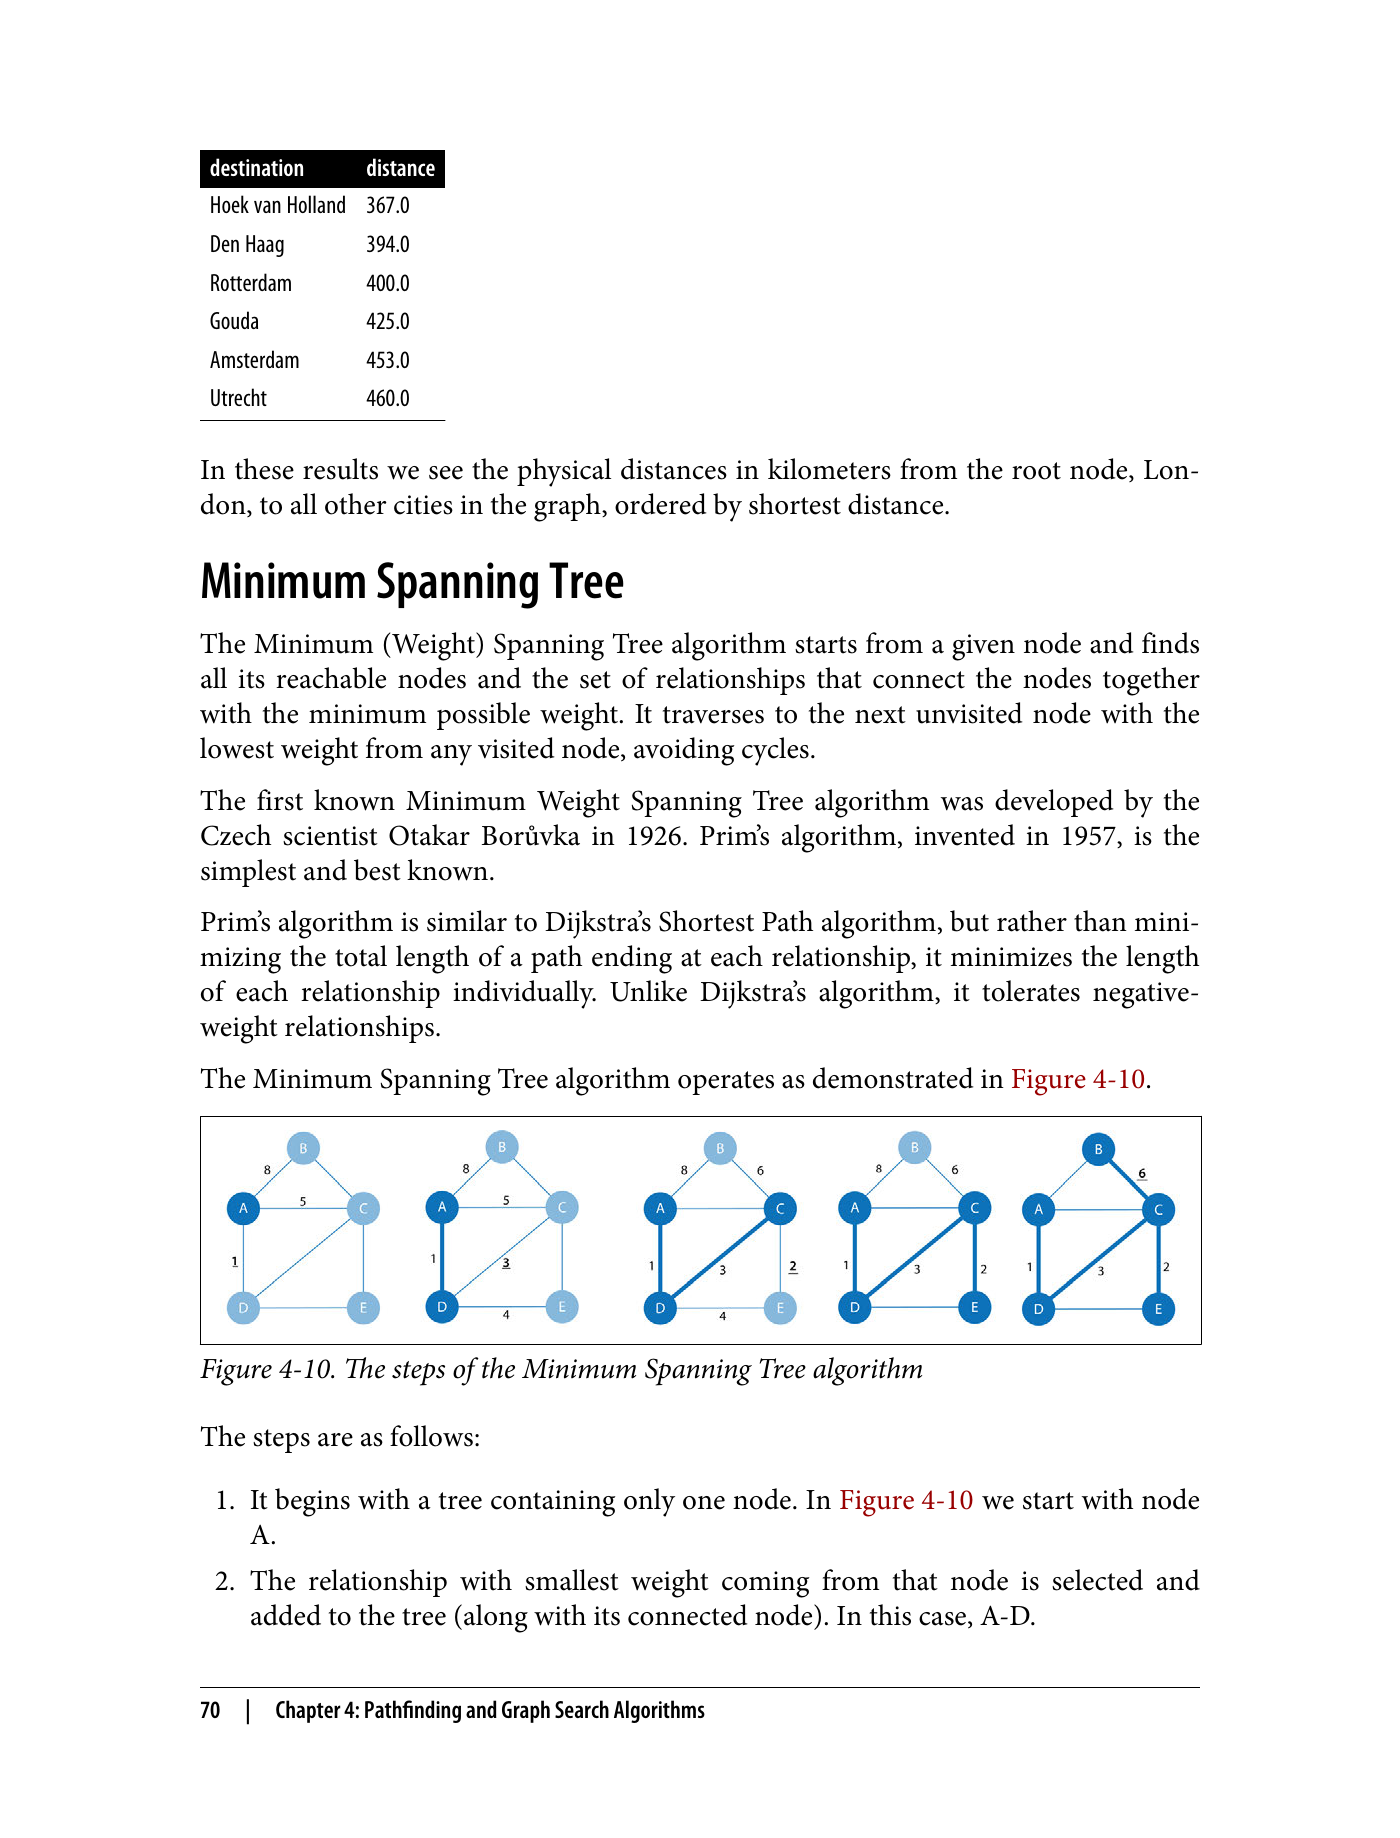 destination distance
Hoek van Holland 367.0
Den Haag 394.0
Rotterdam 400.0
Gouda 425.0
Amsterdam 453.0
Utrecht 460.0
In these results we see the physical distances in kilometers from the root node, Lon-
don, to all other cities in the graph, ordered by shortest distance.
Minimum Spanning Tree
The Minimum (Weight) Spanning Tree algorithm starts from a given node and finds
all its reachable nodes and the set of relationships that connect the nodes together
with the minimum possible weight. It traverses to the next unvisited node with the
lowest weight from any visited node, avoiding cycles.
The first known Minimum Weight Spanning Tree algorithm was developed by the
Czech scientist Otakar Borůvka in 1926. Prim’s algorithm, invented in 1957, is the
simplest and best known.
Prim’s algorithm is similar to Dijkstra’s Shortest Path algorithm, but rather than mini-
mizing the total length of a path ending at each relationship, it minimizes the length
of each relationship individually. Unlike Dijkstra’s algorithm, it tolerates negative-
weight relationships.
The Minimum Spanning Tree algorithm operates as demonstrated in Figure 4-10.
B B B B B
8 8 8 6 8 6 6
A 5 C A 5 C A C A C A C
1 1 3 1 3 2 1 3 2 1 3 2
D E D 4 E D 4 E D E D E
Figure 4-10. The steps of the Minimum Spanning Tree algorithm
The steps are as follows:
1. It begins with a tree containing only one node. In Figure 4-10 we start with node
A.
2. The relationship with smallest weight coming from that node is selected and
added to the tree (along with its connected node). In this case, A-D.
70 | Chapter 4: Pathfinding and Graph Search Algorithms